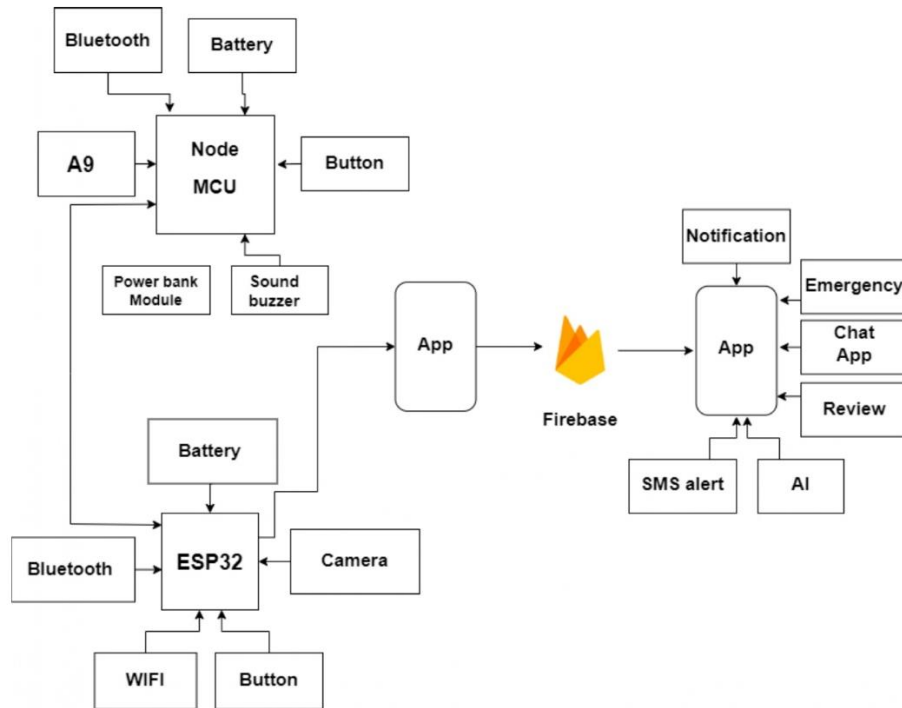 Bluetooth
Battery
A9
Node
MCU
Button
Power bank
Module
Sound
buzzer
Notification
Emergency
App
App
Chat
App
Firebase
Review
Battery
SMS alert
AI
Bluetooth
ESP32
Camera
WIFI
Button